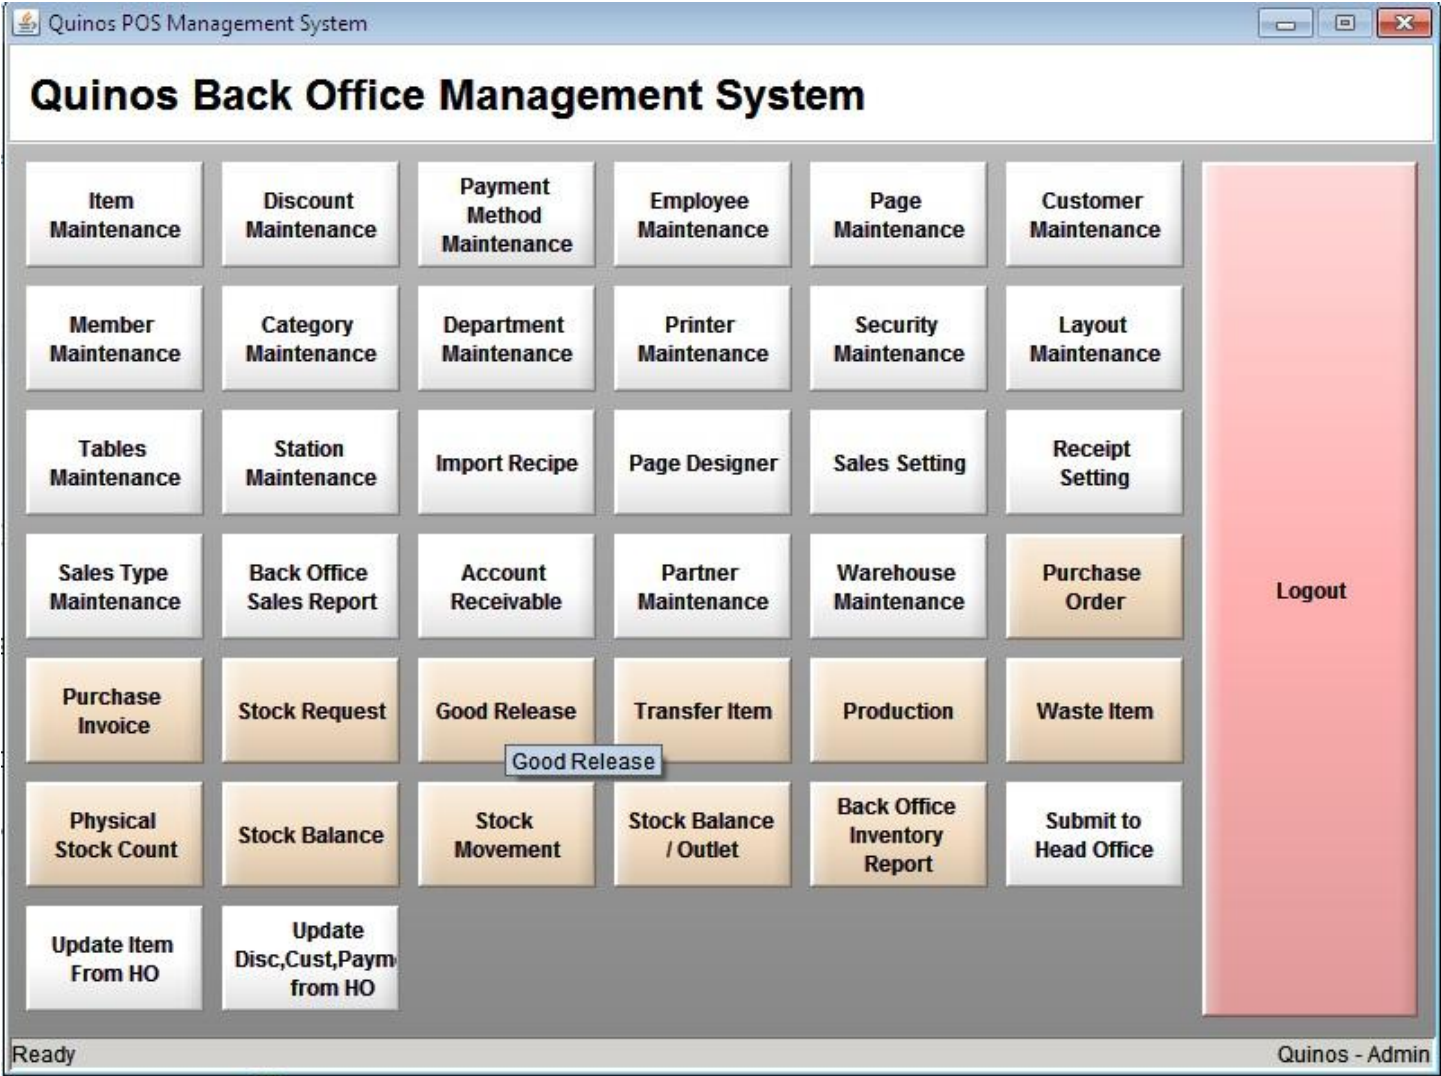 Quinos POS Management System
Quinos Back Office Management System
Item
Maintenance
Discount
Maintenance
Payment
Method
Maintenance
Employee
Maintenance
Page
Maintenance
Customer
Maintenance
Member
Maintenance
Category
Maintenance
Department
Maintenance
Printer
Maintenance
Security
Maintenance
Layout
Maintenance
Tables
Maintenance
Station
Maintenance
Import Recipe
Page Designer
Sales Setting
Receipt
Setting
Sales Type
Maintenance
Back Office
Sales Report
Account
Receivable
Partner
Maintenance
Warehouse
Maintenance
Purchase
Order
Logout
Purchase
Invoice
Stock Request
Good Release
Transfer Item
Production
Waste Item
Good Release
Physical
Stock Count
Stock Balance
Stock
Movement
Stock Balance
/ Outlet
Back Office
Inventory
Report
Submit to
Head Office
Update Item
From HO
Update
Disc,Cust,Paym
from HO
Ready
Quinos - Admin